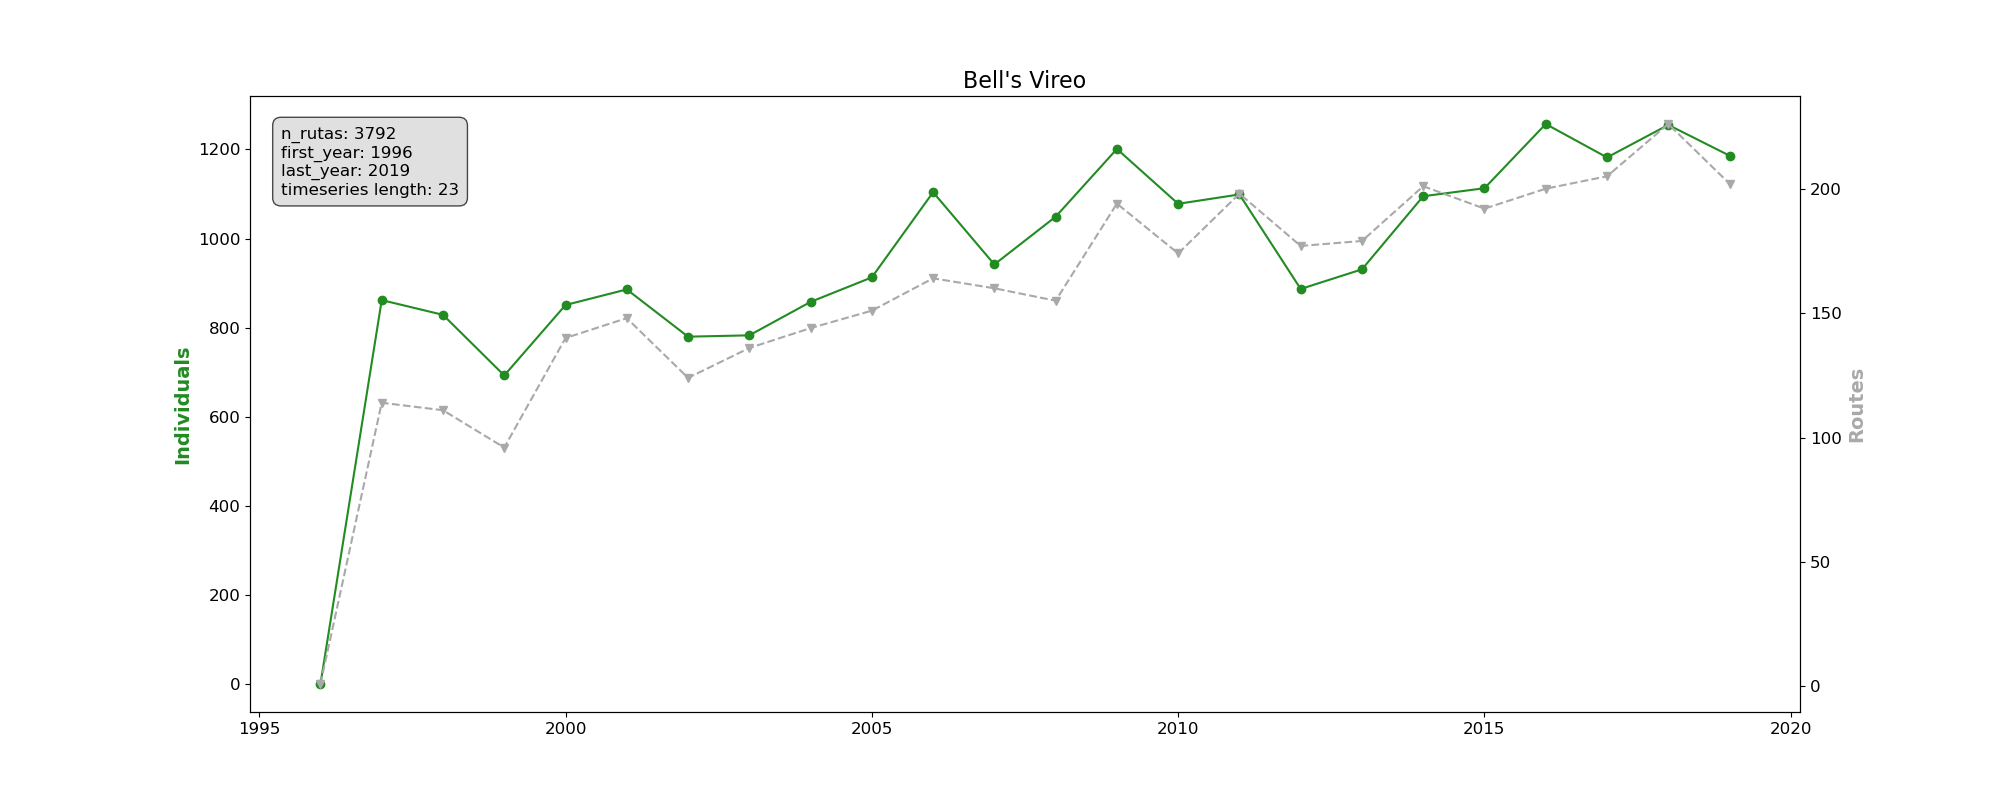 Bell's Vireo
n_rutas: 3792
first_year: 1996
last_year: 2019
timeseries length: 23
1200
1000
800
600
400
200
0
Individuals
200
150
100
50
0
Routes
1995
2000
2005
2010
2015
2020